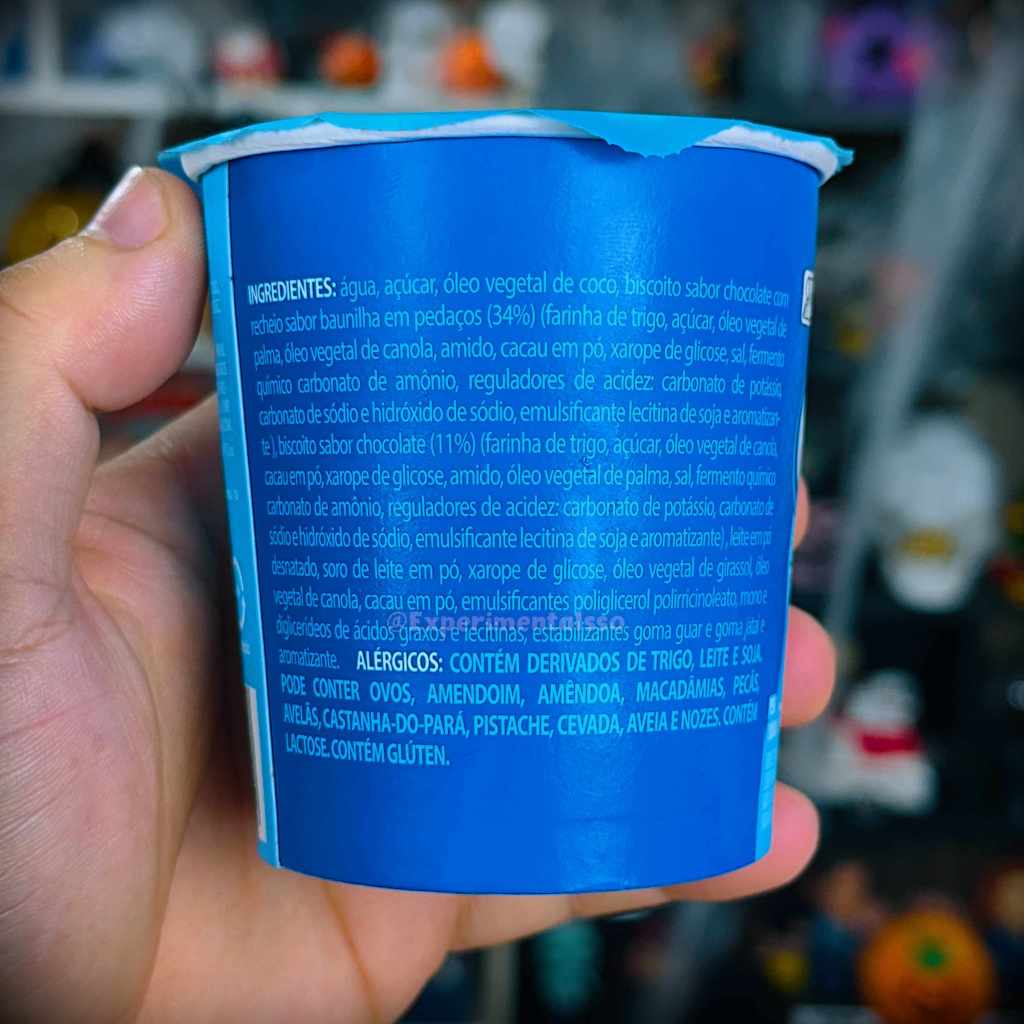 INGREDIENTES: água, açúcar, óleo vegetal de coco, biscoito sabor chocolate com
recheio sabor baunilha em pedaços (34%) (farinha de trigo, açúcar, óleo vegetal de
palma, óleo vegetal de canola, amido, cacau em pó, xarope de glicose, sal, fermento
químico carbonato de amônio, reguladores de acidez: carbonato de potássio,
carbonato de sódio e hidróxido de sódio, emulsificante lecitina de soja e aromatizan-
te ), biscoito sabor chocolate (11%) (farinha de trigo, açúcar, óleo vegetal de canola,
cacau em pó, xarope de glicose, amido, óleo vegetal de palma, sal, fermento químico
carbonato de amônio, reguladores de acidez: carbonato de potássio, carbonato de
sódio e hidróxido de sódio, emulsificante lecitina de soja e aromatizante), leite em pó
desnatado, soro de leite em pó, xarope de glicose, óleo vegetal de girassol, óleo
vegetal de canola, cacau em pó, emulsificantes poliglicerol polirricinoleato, mono e
@Experimentaisso
diglicerídeos de ácidos graxos e lecitinas, estabilizantes goma guar e goma jataí e
aromatizante. ALÉRGICOS: CONTÉM DERIVADOS DE TRIGO, LEITE E SOJA.
PODE CONTER OVOS, AMENDOIM, AMÊNDOA, MACADÂMIAS, PECÃS,
AVELÃS, CASTANHA-DO-PARÁ, PISTACHE, CEVADA, AVEIA E NOZES. CONTÉM
LACTOSE. CONTÉM GLÚTEN.